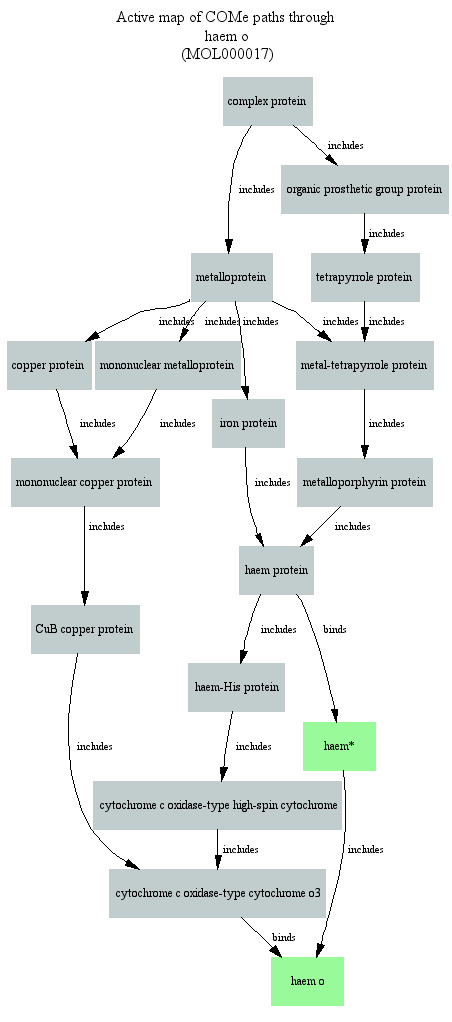 Active map of COMe paths through
haem o
(MOL000017)
complex protein
includes
organic prosthetic group protein
includes
includes
metalloprotein
tetrapyrrole protein
includes
includes
includes
includes
includes
copper protein
mononuclear metalloprotein
metal-tetrapyrrole protein
iron protein
includes
includes
includes
mononuclear copper protein
metalloporphyrin protein
includes
includes
includes
haem protein
CuB copper protein
includes
binds
haem-His protein
haem*
includes
includes
cytochrome c oxidase-type high-spin cytochrome
includes
includes
cytochrome c oxidase-type cytochrome o3
binds
haem o